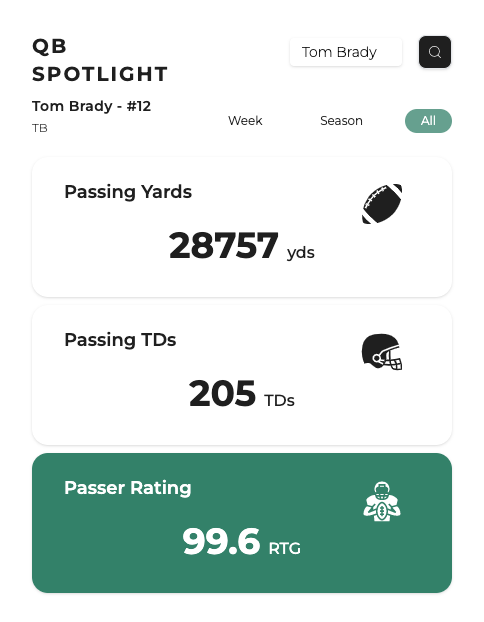 QB
SPOTLIGHT
Tom Brady
Tom Brady - #12
TB
Week Season All
Passing Yards
28757 yds
Passing TDs
205 TDs
Passer Rating
99.6 RTG